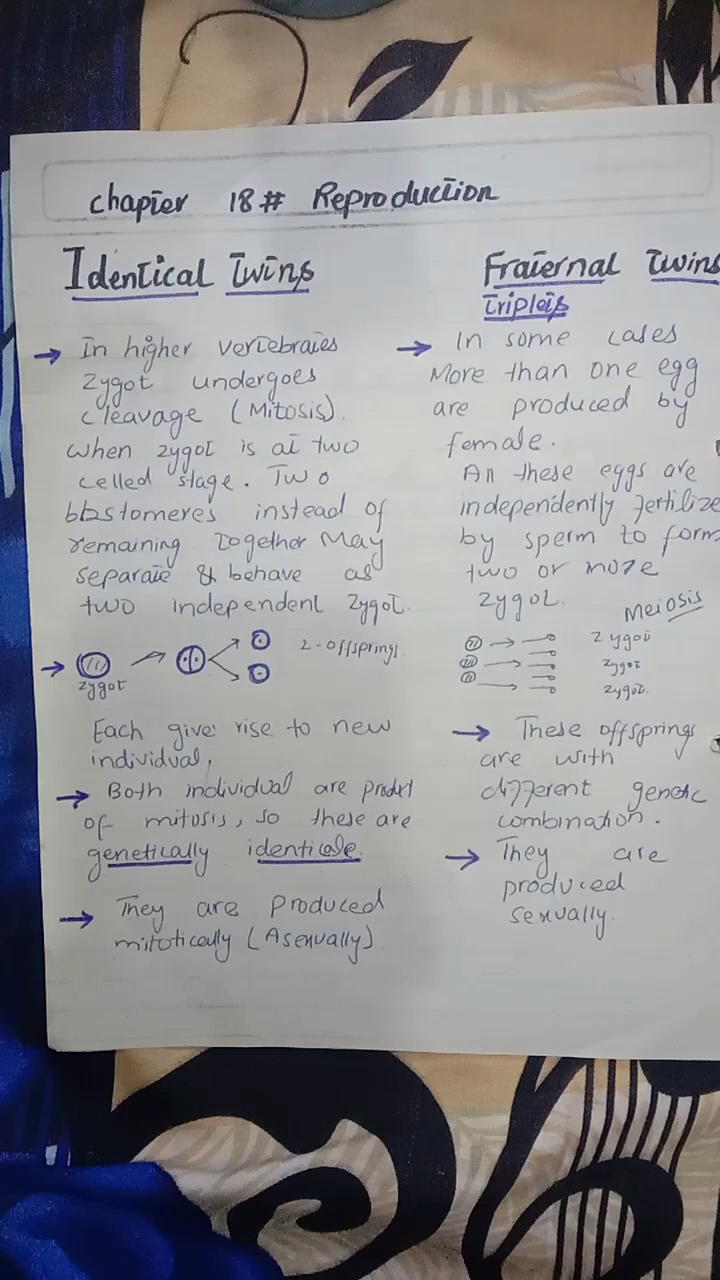 Chapter 18# Reproduction
Identical Twins
→ In higher vertebrates
Zygot undergoes
cleavage (Mitosis).
when zygot is at two
celled stage. Two
blastomeres instead of
remaining together May
separate & behave as
two independent Zygot.
→ zygot
2-offsprings.
Each give rise to new
individual,
→ Both individual are product
of mitosis, so these are
genetically identicale.
→ They are produced
mitotically (Asexually)
Fraternal Twins
Triplets
→ In some cases
More than one egg
are produced by
female.
All these eggs are
independently fertilize
by sperm to form
two or more
zygot.
Meiosis
Zygot
zygot
zygot.
→ These offsprings
are with
different genetic
combination.
→ They are
produced
sexually.